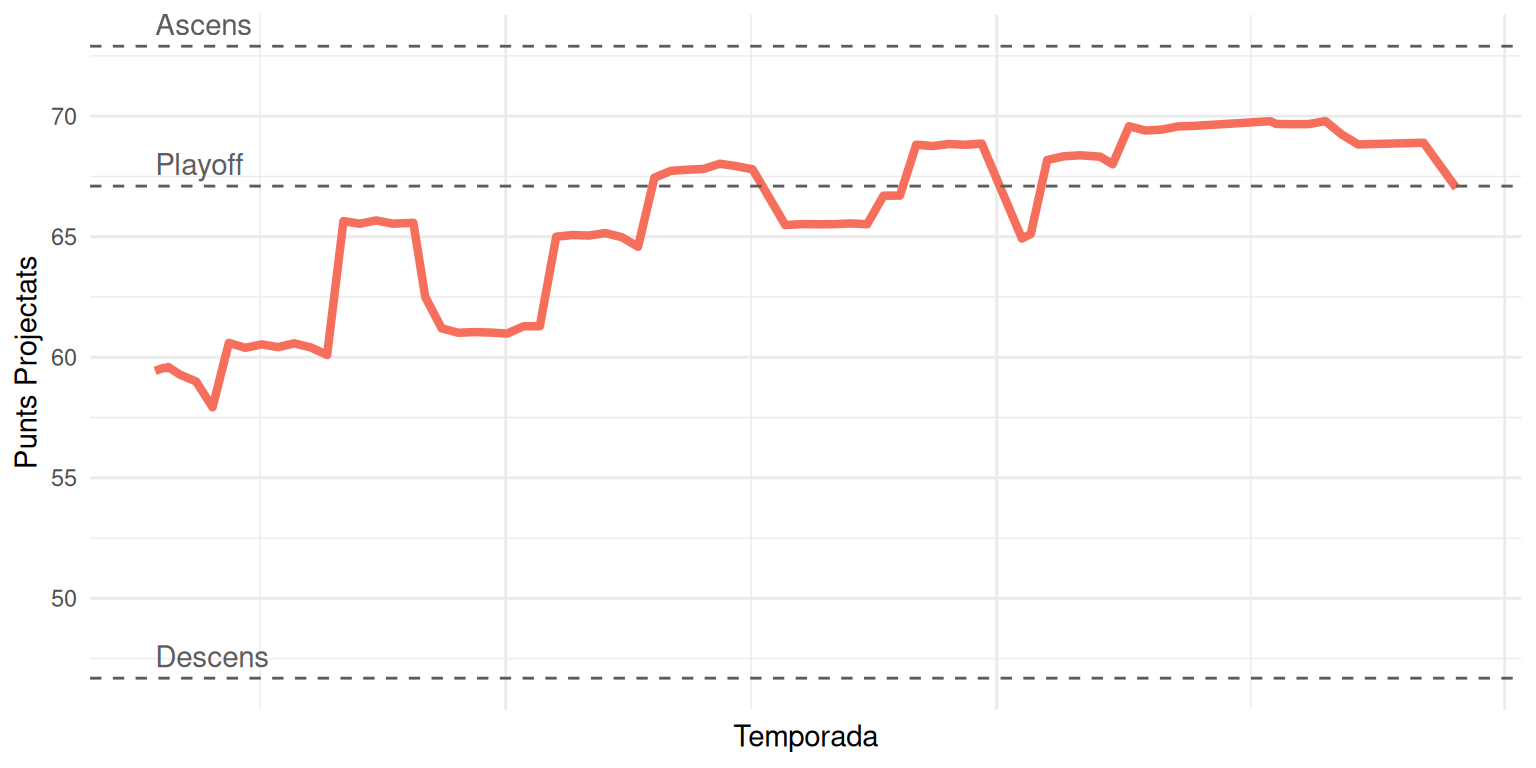 Ascens
70
Playoff
65
Punts Projectats
60
55
50
Descens
Temporada